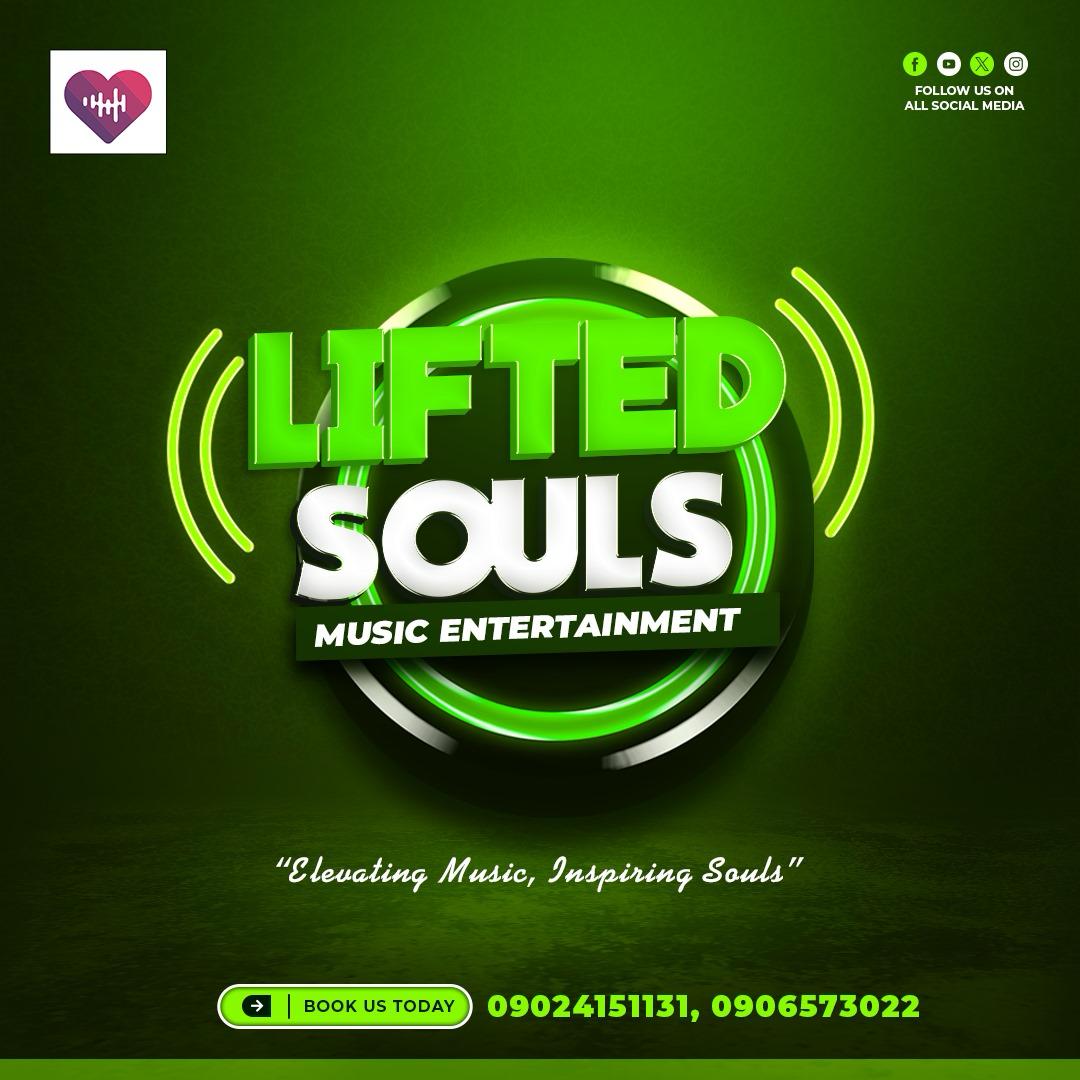 FOLLOW US ON
ALL SOCIAL MEDIA
LIFTED
SOULS
MUSIC ENTERTAINMENT
“Elevating Music, Inspiring Souls”
BOOK US TODAY 09024151131, 0906573022